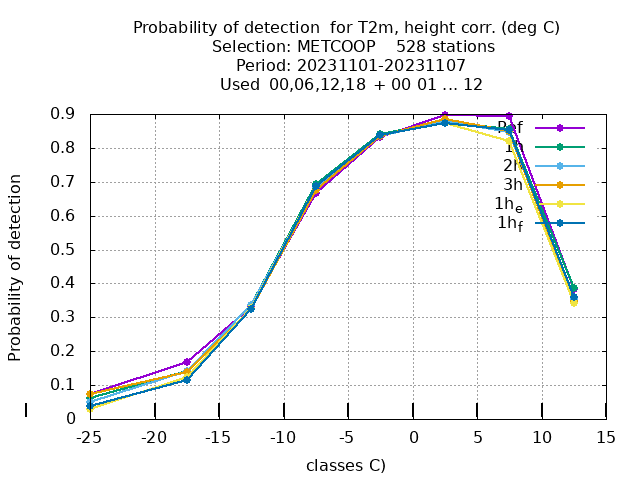 Probability of detection for T2m, height corr. (deg C)
Selection: METCOOP 528 stations
Period: 20231101-20231107
Used 00,06,12,18 + 00 01 ... 12
Probability of detection
0.9
0.8
0.7
0.6
0.5
0.4
0.3
0.2
0.1
0
Ref
1h
2h
3h
1he
1hf
-25 -20 -15 -10 -5 0 5 10 15
classes C)